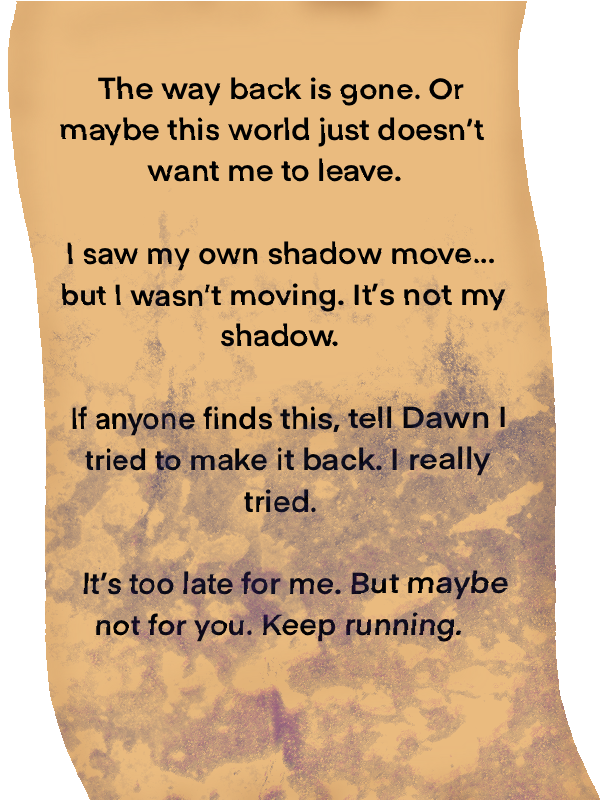 The way back is gone. Or
maybe this world just doesn't
want me to leave.
I saw my own shadow move...
but I wasn't moving. It's not my
shadow.
If anyone finds this, tell Dawn I
tried to make it back. I really
tried.
It's too late for me. But maybe
not for you. Keep running.